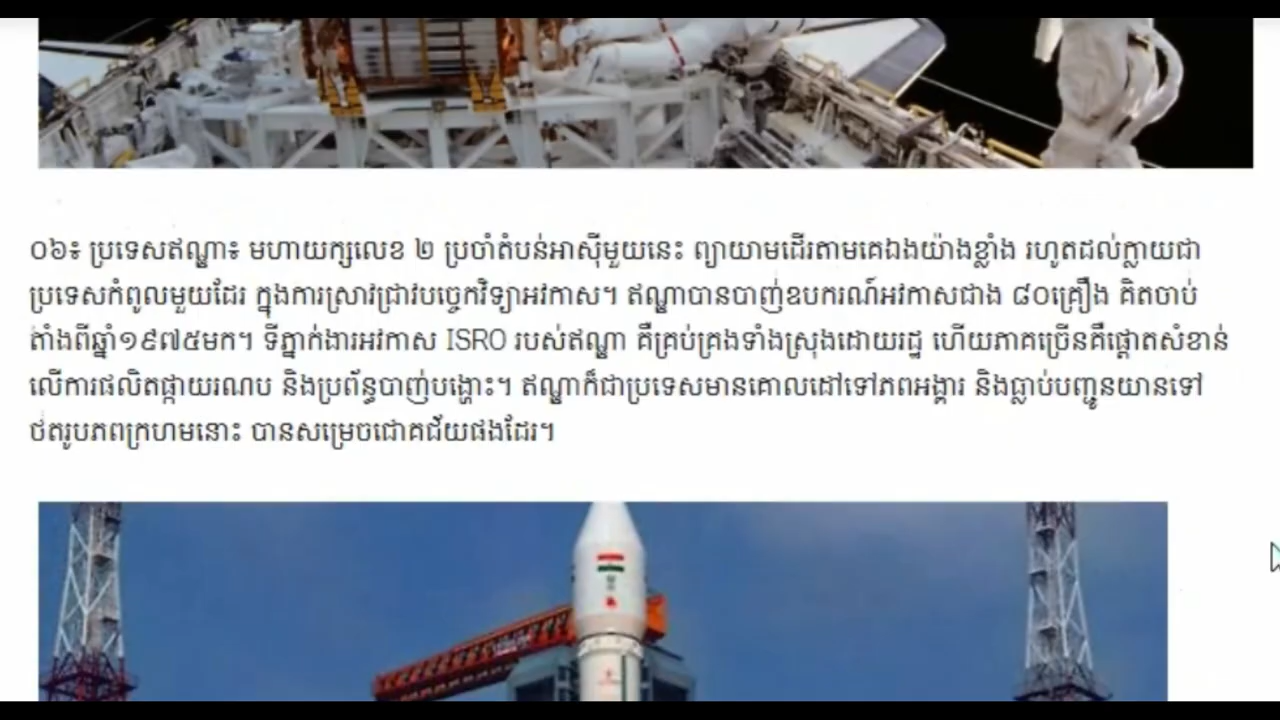 ០៦៖ ប្រទេសឥណ្ឌា៖ មហាយក្សលេខ ២ ប្រចាំតំបន់អាស៊ីមួយនេះ ព្យាយាមដើរតាមគេឯងយ៉ាងខ្លាំង រហូតដល់ក្លាយជា
ប្រទេសកំពូលមួយដែរ ក្នុងការស្រាវជ្រាវបច្ចេកវិទ្យាអវកាស។ ឥណ្ឌាបានបាញ់ឧបករណ៍អវកាសជាង ៨០គ្រឿង គិតចាប់
តាំងពីឆ្នាំ១៩៧៥មក។ ទីភ្នាក់ងារអវកាស ISRO របស់ឥណ្ឌា គឺគ្រប់គ្រងទាំងស្រុងដោយរដ្ឋ ហើយភាគច្រើនគឺផ្តោតសំខាន់
លើការផលិតផ្កាយរណប និងប្រព័ន្ធបាញ់បង្ហោះ។ ឥណ្ឌាក៏ជាប្រទេសមានគោលដៅទៅភពអង្គារ និងធ្លាប់បញ្ជូនយានទៅ
ថតរូបភពក្រហមនោះ បានសម្រេចជោគជ័យផងដែរ។